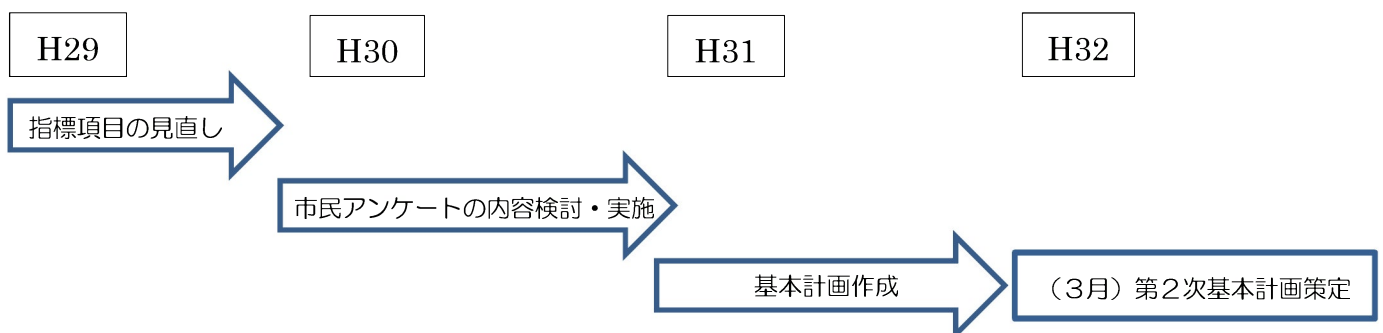 H29
H30
H31
H32
指標項目の見直し
市民アンケートの内容検討・実施
基本計画作成
（３月）第２次基本計画策定